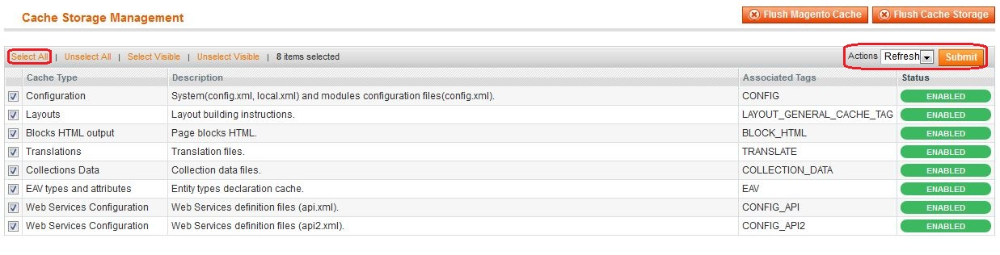 Cache Storage Management
Flush Magento Cache
Flush Cache Storage
Select All | Unselect All | Select Visible | Unselect Visible | 8 items selected
Actions Refresh Submit
Cache Type Description Associated Tags Status
Configuration System(config.xml, local.xml) and modules configuration files(config.xml). CONFIG ENABLED
Layouts Layout building instructions. LAYOUT_GENERAL_CACHE_TAG ENABLED
Blocks HTML output Page blocks HTML. BLOCK_HTML ENABLED
Translations Translation files. TRANSLATE ENABLED
Collections Data Collection data files. COLLECTION_DATA ENABLED
EAV types and attributes Entity types declaration cache. EAV ENABLED
Web Services Configuration Web Services definition files (api.xml). CONFIG_API ENABLED
Web Services Configuration Web Services definition files (api2.xml). CONFIG_API2 ENABLED